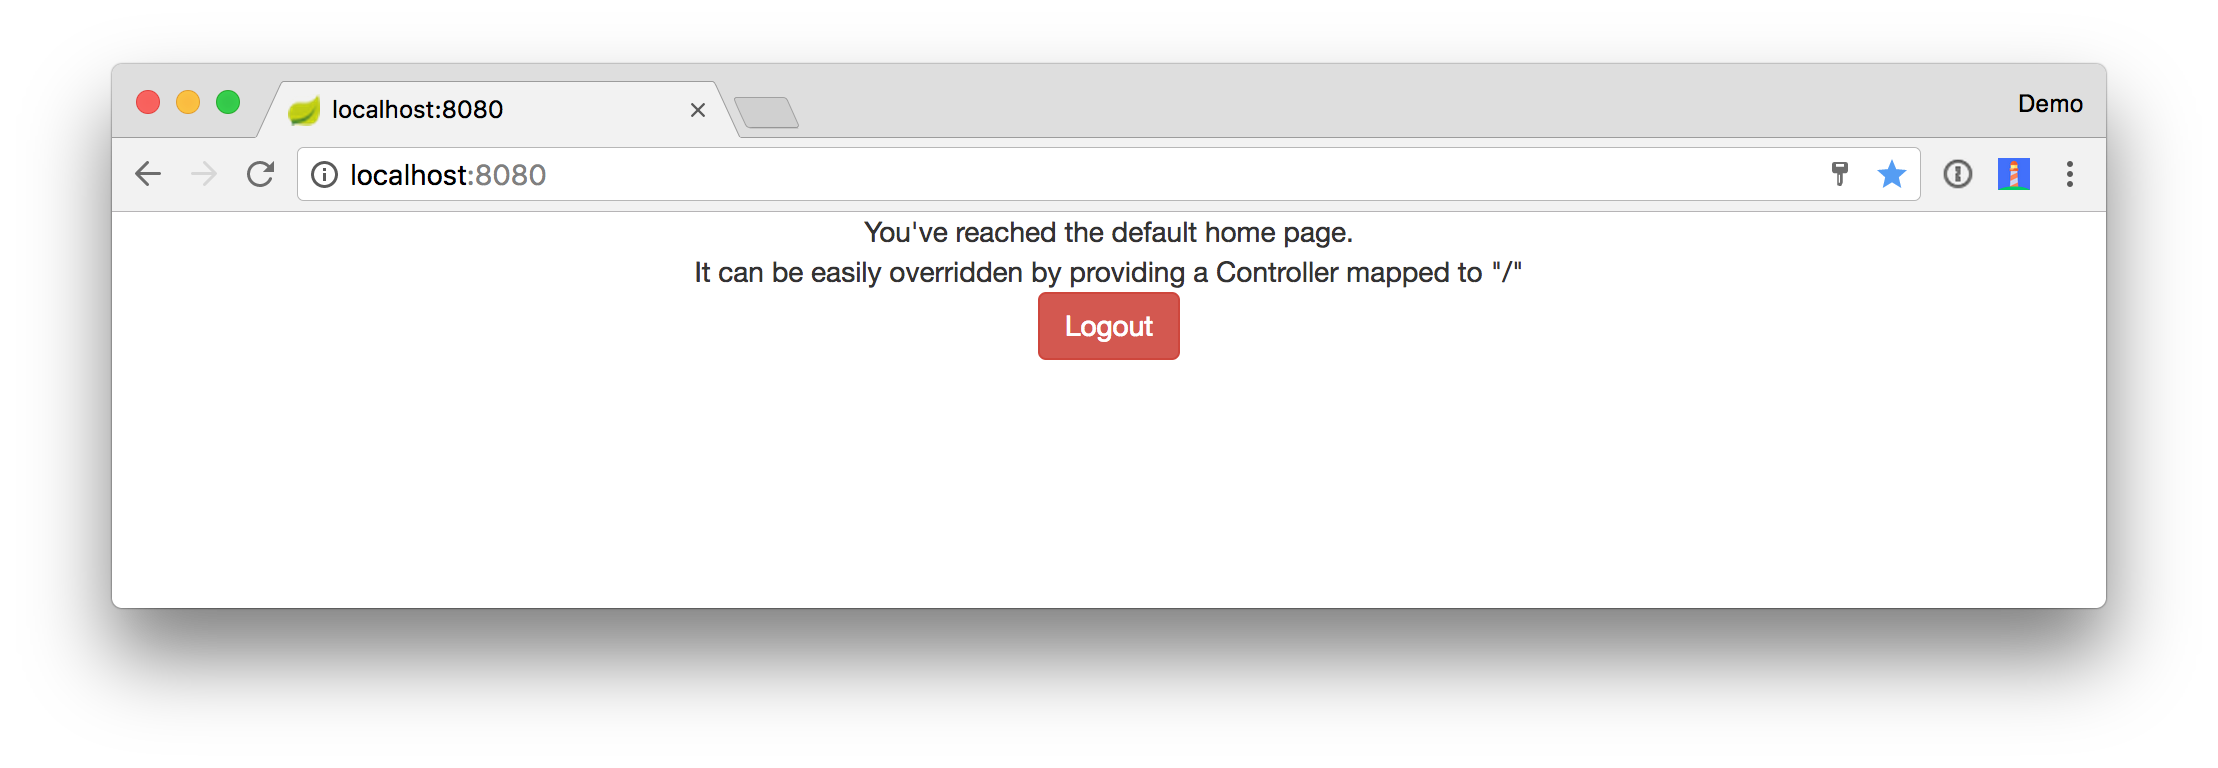 localhost:8080
Demo
localhost:8080
You've reached the default home page.
It can be easily overridden by providing a Controller mapped to "/"
Logout